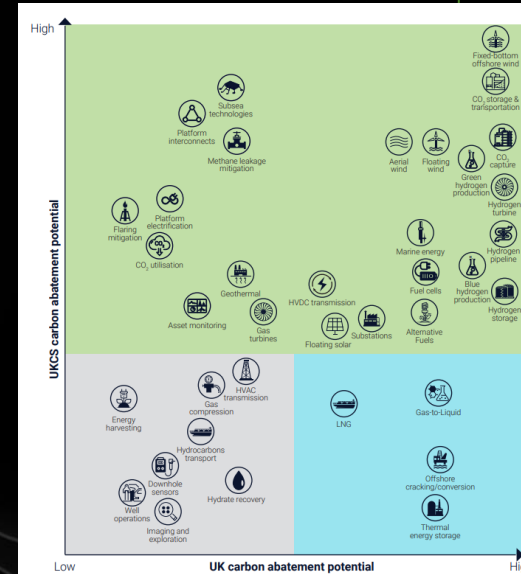 High
Fixed-bottom
offshore wind
Subsea
technologies
CO₂ storage &
transportation
Platform
interconnects
Methane leakage
mitigation
Aerial
wind
Floating
wind
CO₂
capture
Green
hydrogen
production
Hydrogen
turbine
Flaring
mitigation
Platform
electrification
Marine energy
Hydrogen
pipeline
CO₂ utilisation
Geothermal
HVDC transmission
Fuel cells
Blue
hydrogen
production
Hydrogen
storage
Asset monitoring
Gas
turbines
Floating solar
Substations
Alternative
Fuels
UKCS carbon abatement potential
HVAC
transmission
Gas
compression
Energy
harvesting
LNG
Gas-to-Liquid
Hydrocarbons
transport
Downhole
sensors
Hydrate recovery
Offshore
cracking/conversion
Well
operations
Imaging and
exploration
Thermal
energy storage
Low
UK carbon abatement potential